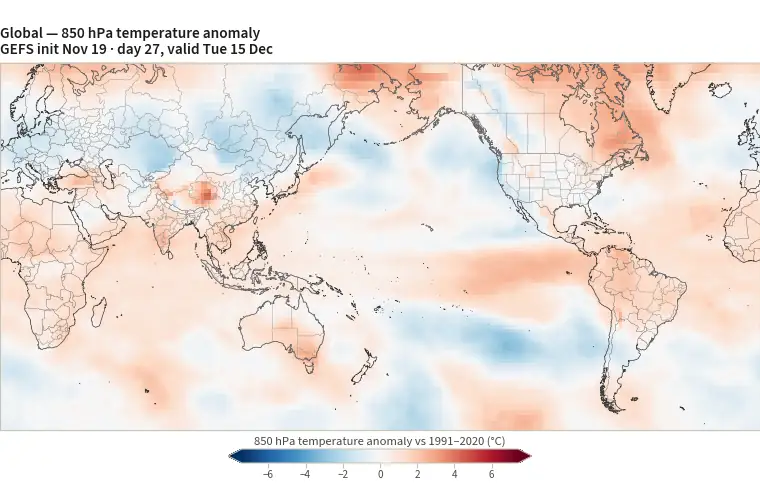 Global — 850 hPa temperature anomaly
GEFS init Nov 19 · day 27, valid Tue 15 Dec
850 hPa temperature anomaly vs 1991–2020 (°C)
−6 −4 −2 0 2 4 6